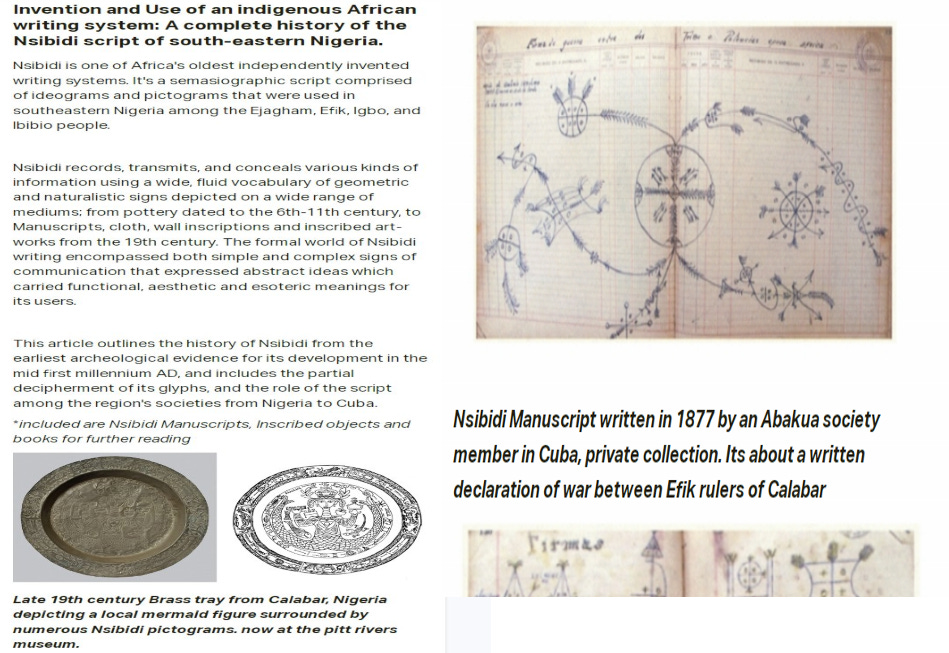 Invention and Use of an indigenous African
writing system: A complete history of the
Nsibidi script of south-eastern Nigeria.
Nsibidi is one of Africa's oldest independently invented
writing systems. It's a semasiographic script comprised
of ideograms and pictograms that were used in
southeastern Nigeria among the Ejagham, Efik, Igbo, and
Ibibio people.
Nsibidi records, transmits, and conceals various kinds of
information using a wide, fluid vocabulary of geometric
and naturalistic signs depicted on a wide range of
mediums; from pottery dated to the 6th-11th century, to
Manuscripts, cloth, wall inscriptions and inscribed art-
works from the 19th century. The formal world of Nsibidi
writing encompassed both simple and complex signs of
communication that expressed abstract ideas which
carried functional, aesthetic and esoteric meanings for
its users.
This article outlines the history of Nsibidi from the
earliest archeological evidence for its development in the
mid first millennium AD, and includes the partial
decipherment of its glyphs, and the role of the script
among the region's societies from Nigeria to Cuba.
*included are Nsibidi Manuscripts, Inscribed objects and
books for further reading
Late 19th century Brass tray from Calabar, Nigeria
depicting a local mermaid figure surrounded by
numerous Nsibidi pictograms. now at the pitt rivers
museum.
Nsibidi Manuscript written in 1877 by an Abakua society
member in Cuba, private collection. Its about a written
declaration of war between Efik rulers of Calabar
Firmas